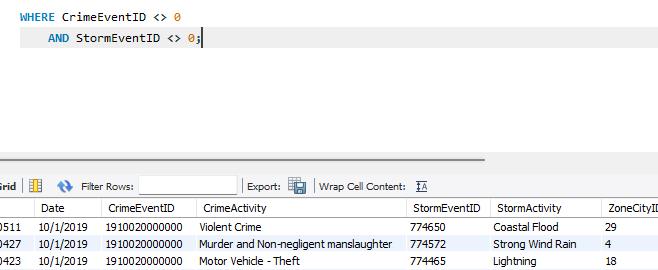 WHERE CrimeEventID <> 0
AND StormEventID <> 0;
Grid Filter Rows: Export: Wrap Cell Content:
Date CrimeEventID CrimeActivity StormEventID StormActivity ZoneCityID
0511 10/1/2019 1910020000000 Violent Crime 774650 Coastal Flood 29
0427 10/1/2019 1910020000000 Murder and Non-negligent manslaughter 774572 Strong Wind Rain 4
0423 10/1/2019 1910020000000 Motor Vehicle - Theft 774465 Lightning 18